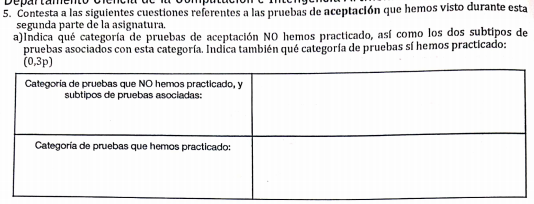 Departamento Ciencia de la Computación e Inteligencia
5. Contesta a las siguientes cuestiones referentes a las pruebas de aceptación que hemos visto durante esta
segunda parte de la asignatura.
a)Indica qué categoría de pruebas de aceptación NO hemos practicado, así como los dos subtipos de
pruebas asociados con esta categoría. Indica también qué categoría de pruebas sí hemos practicado:
(0,3p)
Categoría de pruebas que NO hemos practicado, y
subtipos de pruebas asociadas:
Categoría de pruebas que hemos practicado: